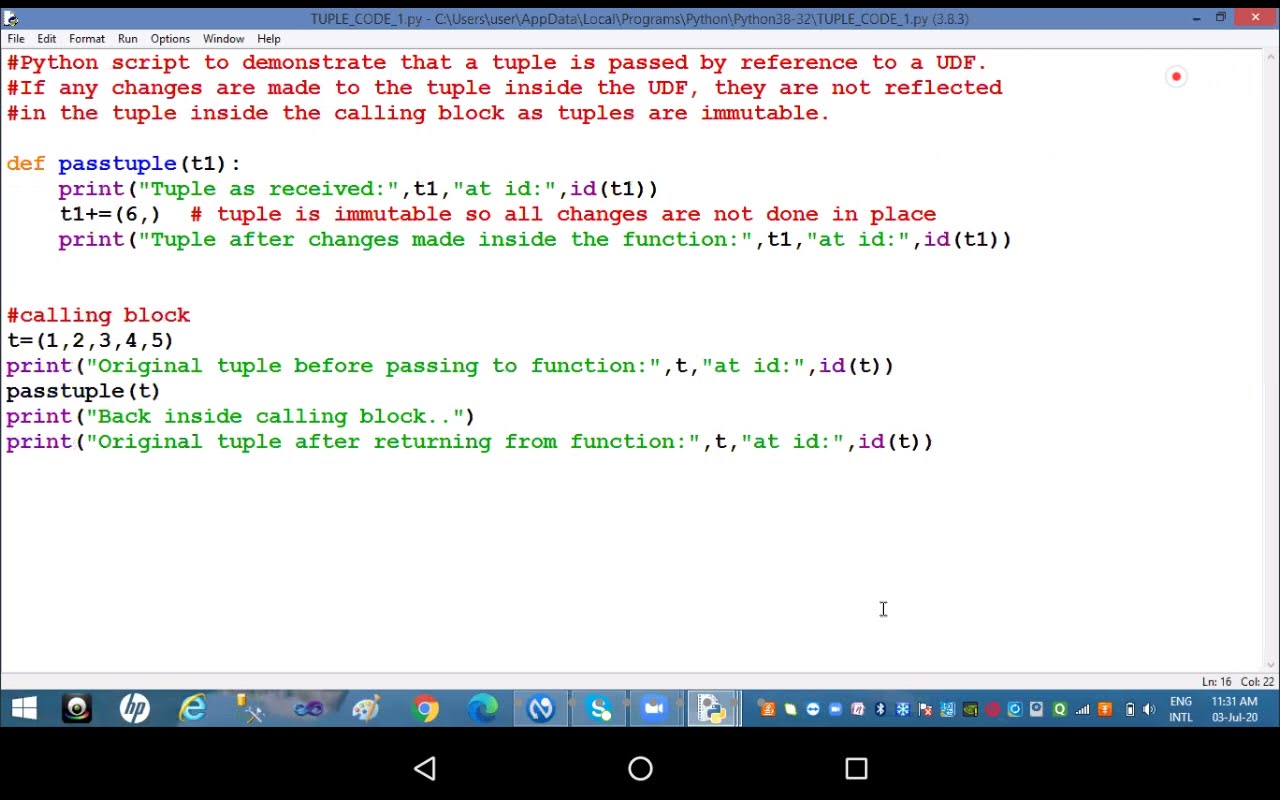 TUPLE_CODE_1.py - C:\Users\user\AppData\Local\Programs\Python\Python38-32\TUPLE_CODE_1.py (3.8.3)
File Edit Format Run Options Window Help
#Python script to demonstrate that a tuple is passed by reference to a UDF.
#If any changes are made to the tuple inside the UDF, they are not reflected
#in the tuple inside the calling block as tuples are immutable.
def passtuple(t1):
    print("Tuple as received:",t1,"at id:",id(t1))
    t1+=(6,)  # tuple is immutable so all changes are not done in place
    print("Tuple after changes made inside the function:",t1,"at id:",id(t1))
#calling block
t=(1,2,3,4,5)
print("Original tuple before passing to function:",t,"at id:",id(t))
passtuple(t)
print("Back inside calling block..")
print("Original tuple after returning from function:",t,"at id:",id(t))
Ln: 16 Col: 22
ENG 11:31 AM
INTL 03-Jul-20